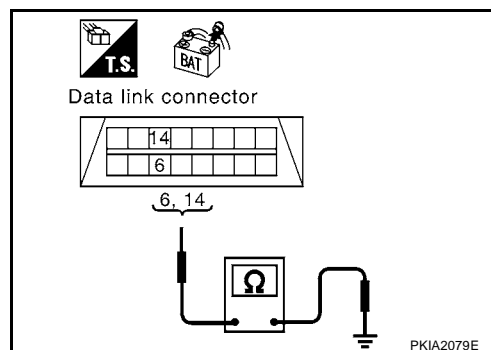 T.S.
BAT
Data link connector
14
6
6, 14
Ω
PKIA2079E